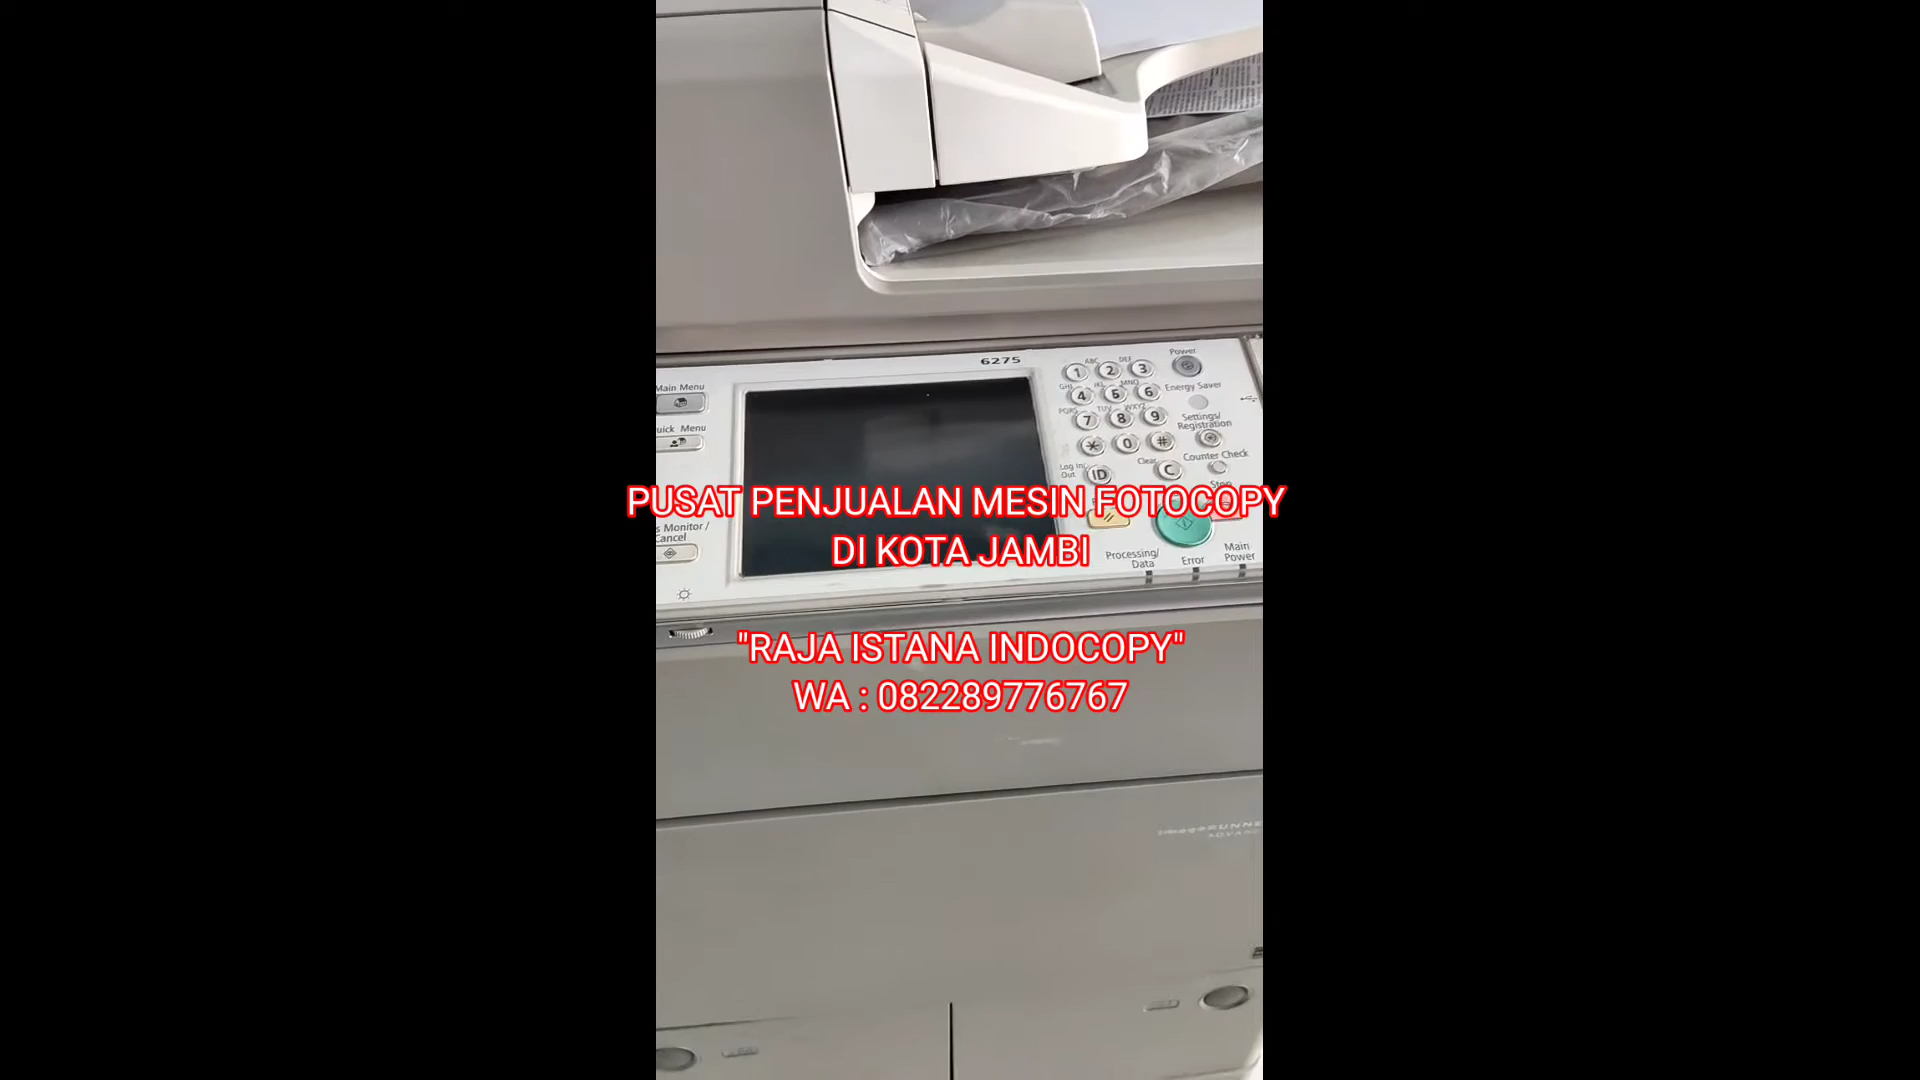 6275
Main Menu
Power
ABC
DEF
1 2 3
GHI
JKL
MNO
4 5 6
Energy Saver
PQRS
TUV
WXYZ
7 8 9
Settings/
Registration
* 0 #
Counter Check
Log In/
Out
ID
Clear
C
Stop
Menu
PUSAT PENJUALAN MESIN FOTOCOPY
DI KOTA JAMBI
Monitor /
Cancel
Processing/
Data
Error
Main
Power
"RAJA ISTANA INDOCOPY"
WA : 082289776767